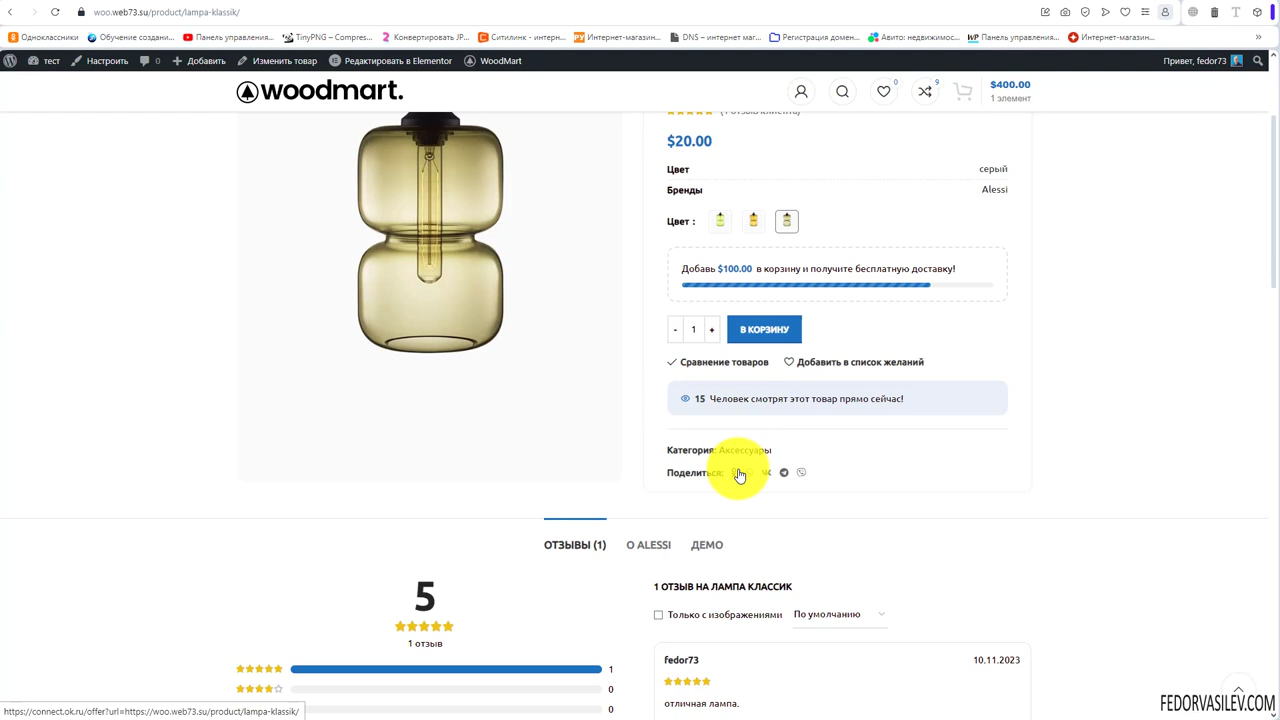 woo.web73.su/product/lampa-klassik/
Одноклассники
Обучение создани...
Панель управления...
TinyPNG – Compres...
Конвертировать JP...
Ситилинк - интерн...
Интернет-магазин...
DNS – интернет маг...
Регистрация домен...
Авито: недвижимос...
Панель управления...
Интернет-магазин...
тест
Настроить
0
Добавить
Изменить товар
Редактировать в Elementor
WoodMart
Привет, fedor73
woodmart.
0
9
$400.00
1 элемент
$20.00
Цвет
серый
Бренды
Alessi
Цвет :
Добавь $100.00 в корзину и получите бесплатную доставку!
- 1 +
В КОРЗИНУ
Сравнение товаров
Добавить в список желаний
15 Человек смотрят этот товар прямо сейчас!
Категория: Аксессуары
Поделиться:
ОТЗЫВЫ (1)
О ALESSI
ДЕМО
5
1 отзыв
1
0
0
1 ОТЗЫВ НА ЛАМПА КЛАССИК
Только с изображениями
По умолчанию
fedor73
10.11.2023
отличная лампа.
https://connect.ok.ru/offer?url=https://woo.web73.su/product/lampa-klassik/
FEDORVASILEV.COM